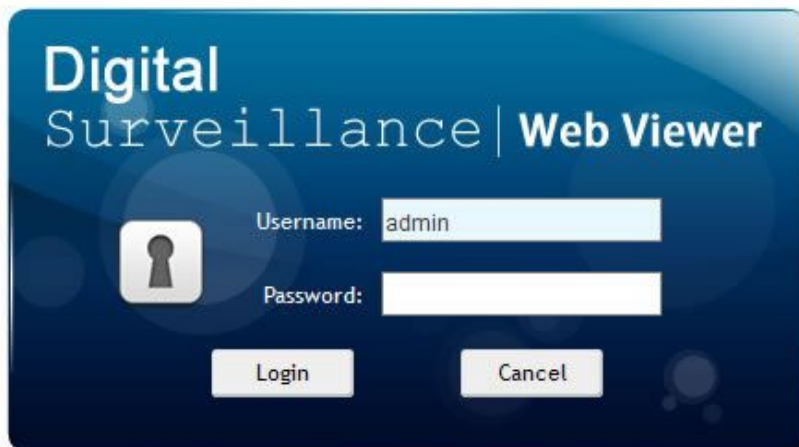 Digital
Surveillance | Web Viewer
Username: admin
Password:
Login Cancel